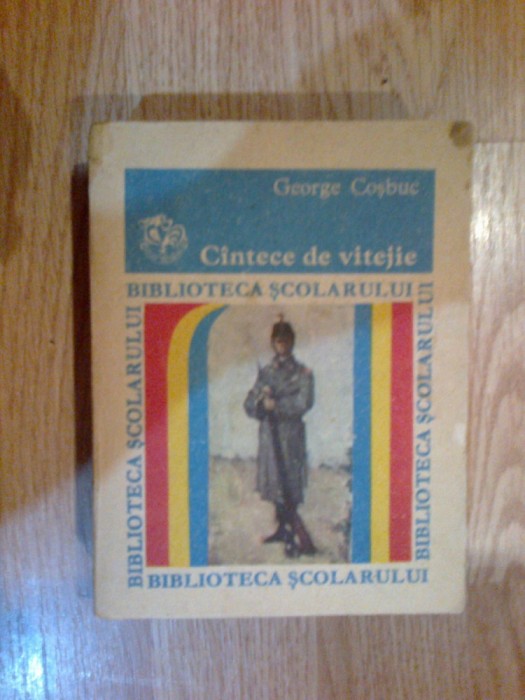 George Coşbuc
Cîntece de vitejie
BIBLIOTECA ŞCOLARULUI
BIBLIOTECA ŞCOLARULUI
BIBLIOTECA ŞCOLARULUI
BIBLIOTECA ŞCOLARULUI